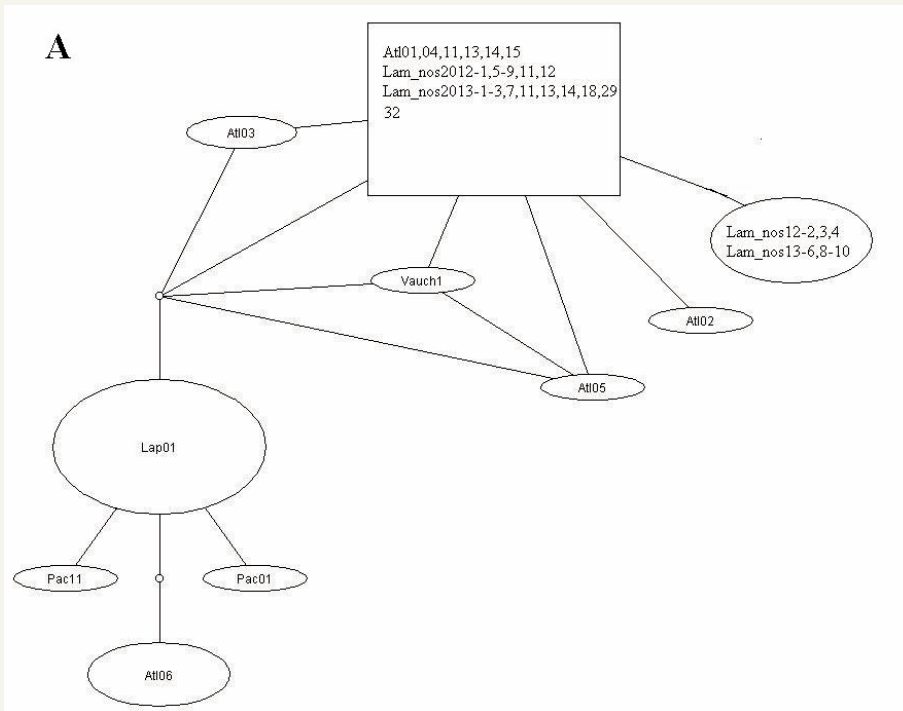 A
Atl01,04,11,13,14,15
Lam_nos2012-1,5-9,11,12
Lam_nos2013-1-3,7,11,13,14,18,29
32
Atl03
Lam_nos12-2,3,4
Lam_nos13-6,8-10
Vauch1
Atl02
Atl05
Lap01
Pac11
Pac01
Atl06